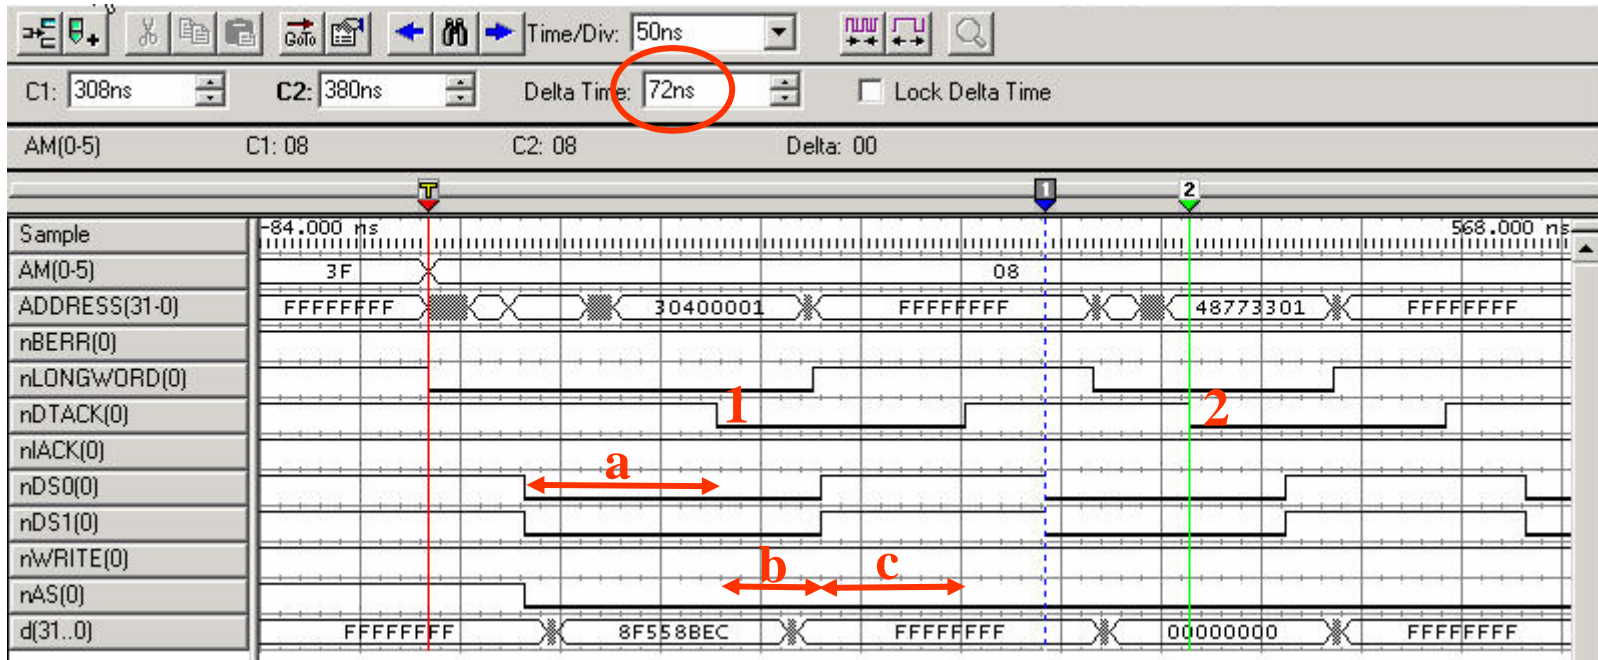 GoTo Time/Div: 50ns
C1: 308ns C2: 380ns Delta Time: 72ns Lock Delta Time
AM(0-5) C1: 08 C2: 08 Delta: 00
T 1 2
Sample -84.000 ns 568.000 ns
AM(0-5) 3F 08
ADDRESS(31-0) FFFFFFFF 30400001 FFFFFFFF 48773301 FFFFFFFF
nBERR(0)
nLONGWORD(0)
nDTACK(0) 1 2
nIACK(0)
a
nDS0(0)
nDS1(0)
nWRITE(0)
b c
nAS(0)
d(31..0) FFFFFFFF 8F558BEC FFFFFFFF 00000000 FFFFFFFF